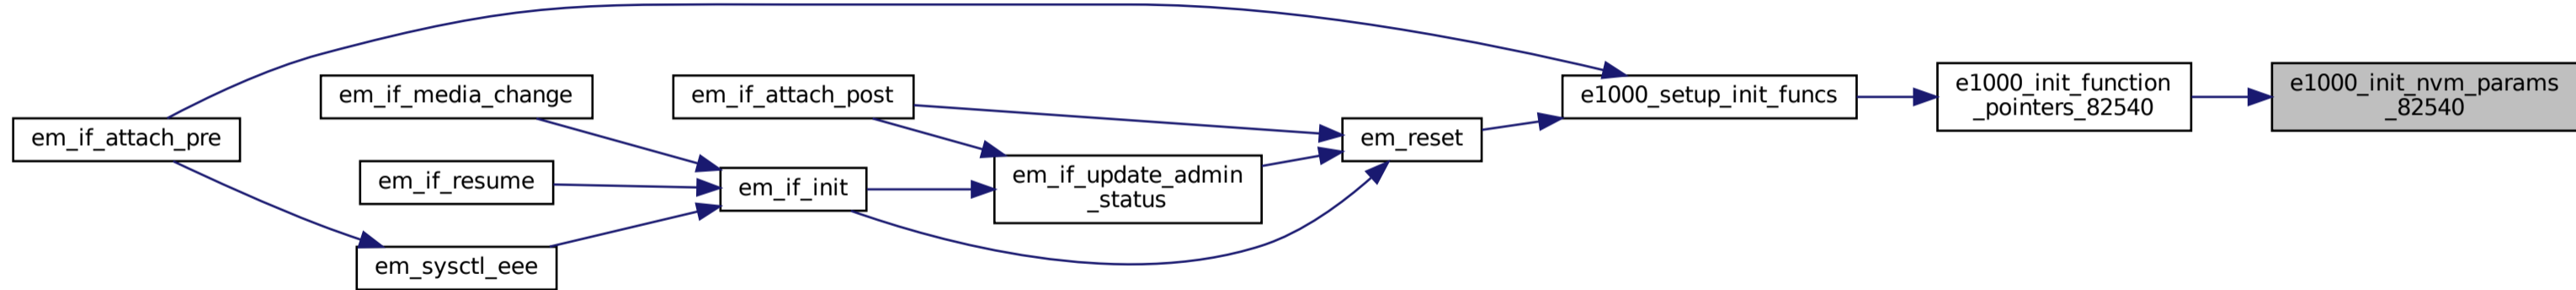 em_if_attach_pre
em_if_media_change
em_if_resume
em_sysctl_eee
em_if_attach_post
em_if_init
em_if_update_admin
_status
em_reset
e1000_setup_init_funcs
e1000_init_function
_pointers_82540
e1000_init_nvm_params
_82540